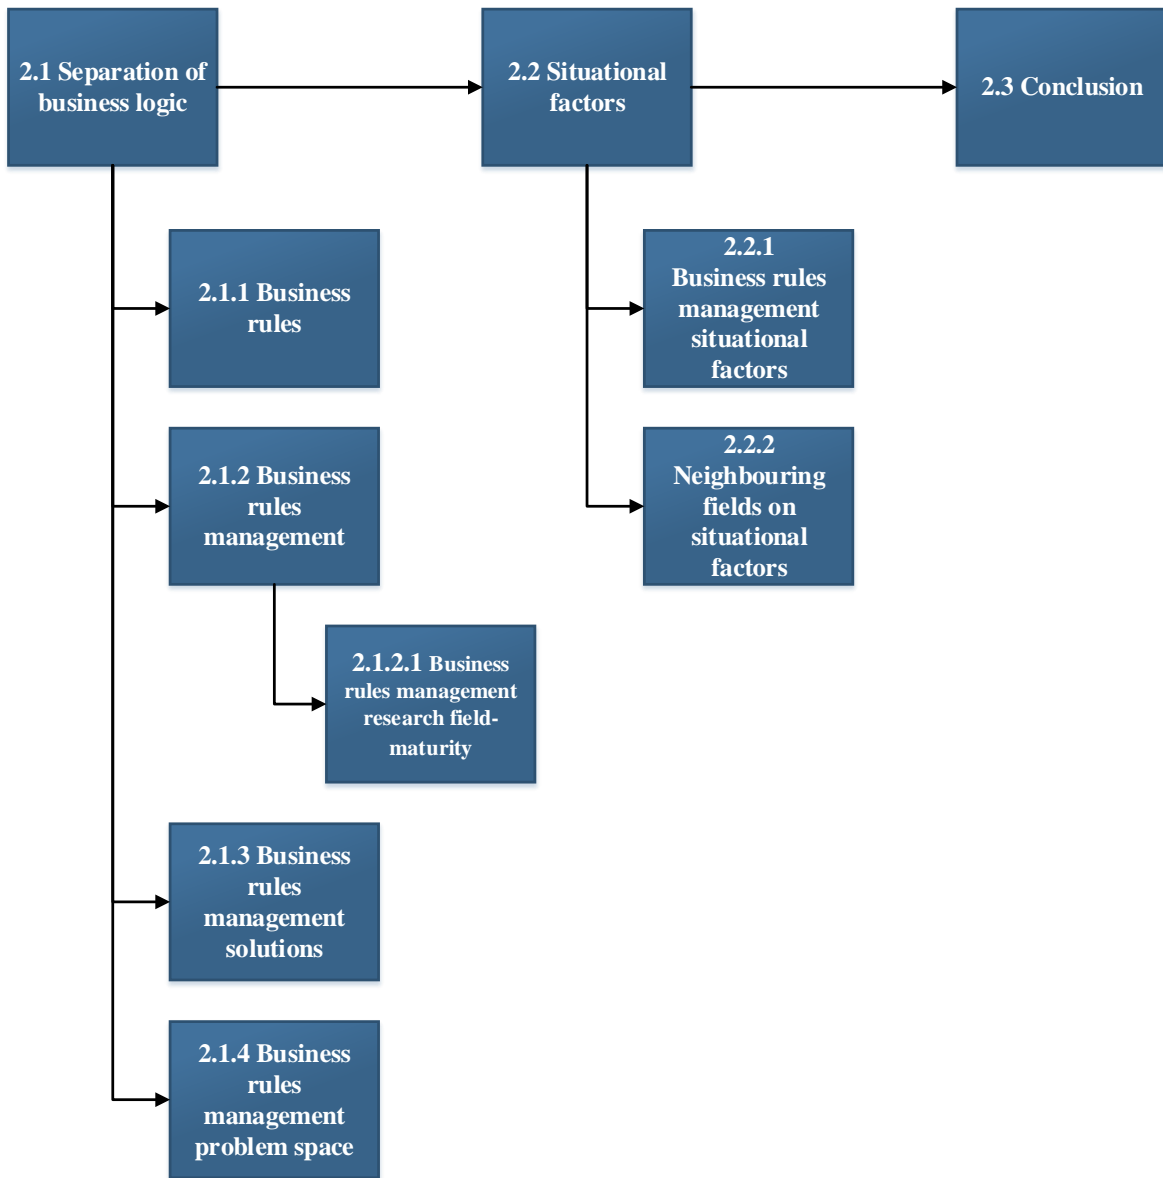 2.1 Separation of
business logic
2.2 Situational
factors
2.3 Conclusion
2.1.1 Business
rules
2.2.1
Business rules
management
situational
factors
2.1.2 Business
rules
management
2.2.2
Neighbouring
fields on
situational
factors
2.1.2.1 Business
rules management
research field-
maturity
2.1.3 Business
rules
management
solutions
2.1.4 Business
rules
management
problem space